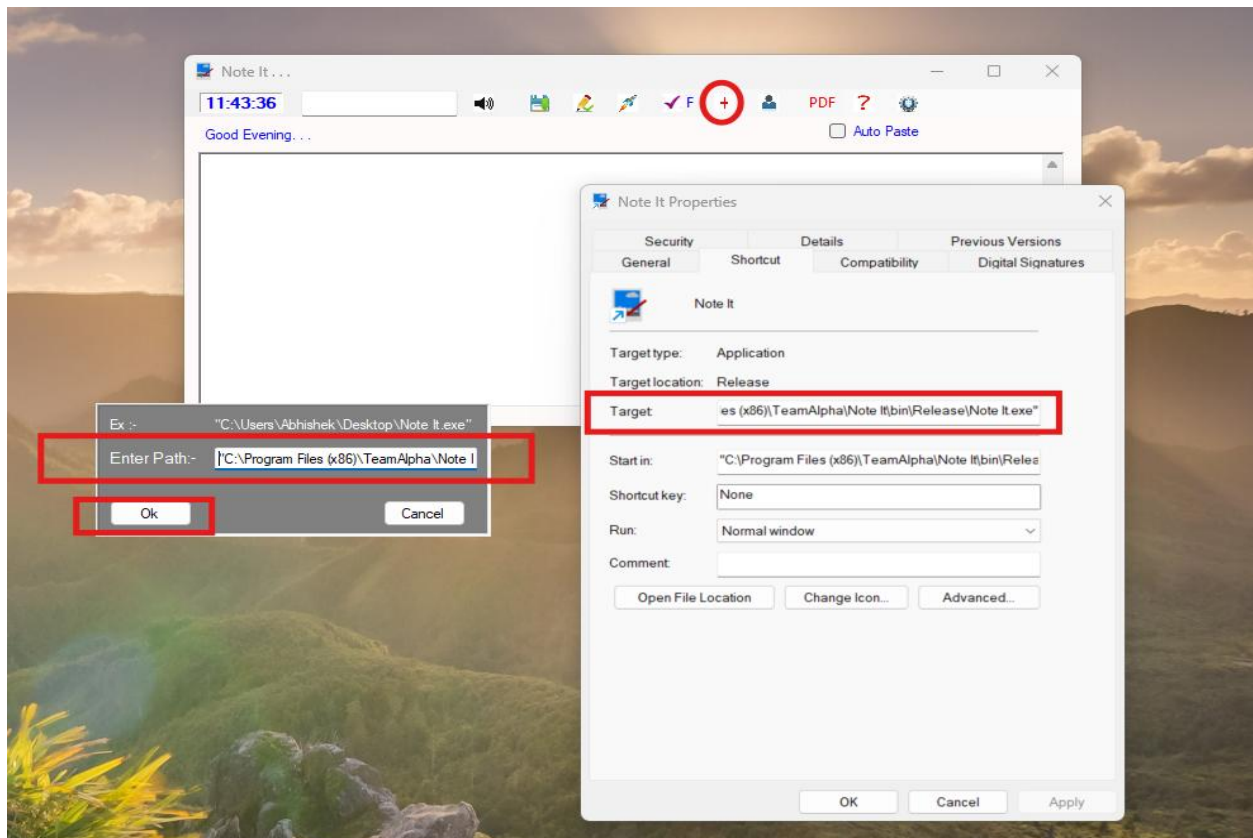 Note It . . .
11:43:36
F
+
PDF
?
Good Evening. . .
Auto Paste
Note It Properties
Security Details Previous Versions
General Shortcut Compatibility Digital Signatures
Note It
Target type: Application
Target location: Release
Target: es (x86)\TeamAlpha\Note It\bin\Release\Note It.exe"
Start in: "C:\Program Files (x86)\TeamAlpha\Note It\bin\Relea
Shortcut key: None
Run: Normal window
Comment:
Open File Location Change Icon... Advanced...
OK Cancel Apply
Ex :- "C:\Users\Abhishek\Desktop\Note It.exe"
Enter Path:- "C:\Program Files (x86)\TeamAlpha\Note I
Ok Cancel